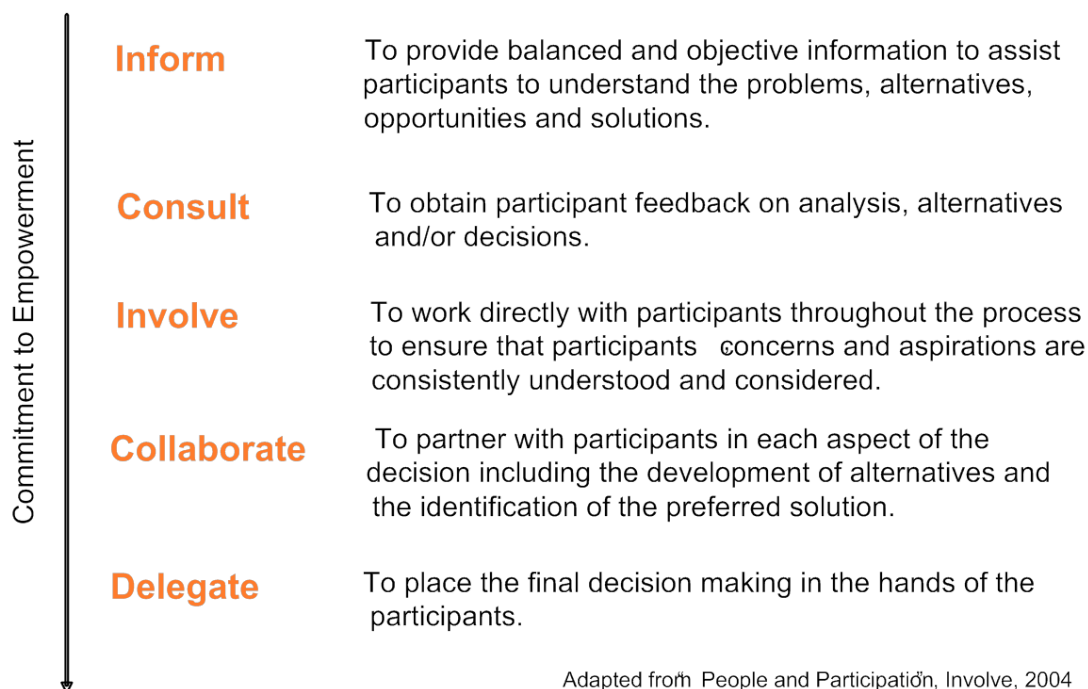 Commitment to Empowerment
Inform
To provide balanced and objective information to assist
participants to understand the problems, alternatives,
opportunities and solutions.
Consult
To obtain participant feedback on analysis, alternatives
and/or decisions.
Involve
To work directly with participants throughout the process
to ensure that participants concerns and aspirations are
consistently understood and considered.
Collaborate
To partner with participants in each aspect of the
decision including the development of alternatives and
the identification of the preferred solution.
Delegate
To place the final decision making in the hands of the
participants.
Adapted from “ People and Participation”, Involve, 2004